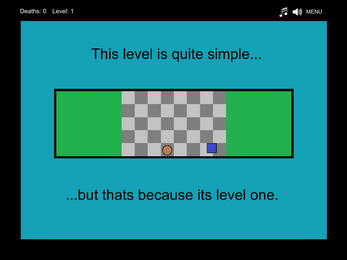 Deaths: 0 Level: 1 MENU
This level is quite simple...
...but thats because its level one.